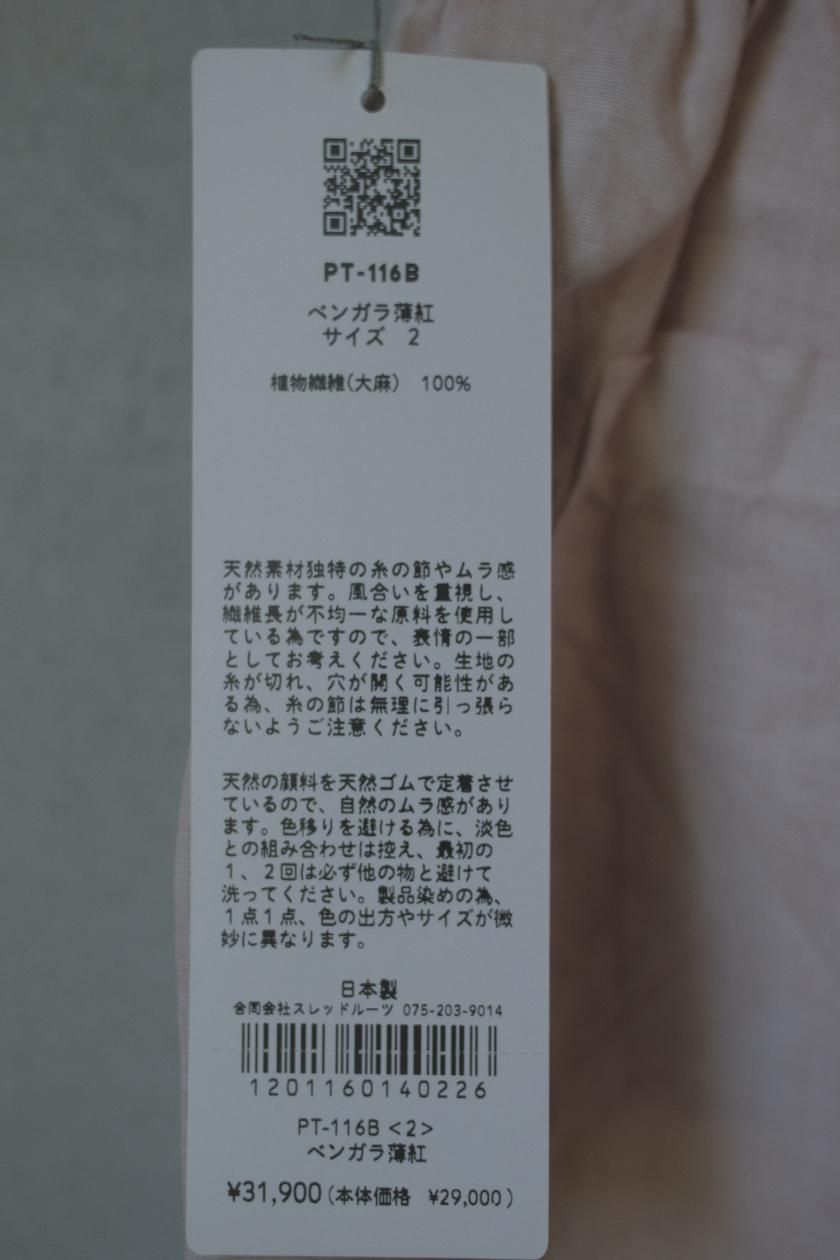 PT-116B
ベンガラ薄紅
サイズ　2
植物繊維(大麻)　100%
天然素材独特の糸の節やムラ感
があります。風合いを重視し、
繊維長が不均一な原料を使用し
ている為ですので、表情の一部
としてお考えください。生地の
糸が切れ、穴が開く可能性があ
る為、糸の節は無理に引っ張ら
ないようご注意ください。
天然の顔料を天然ゴムで定着させ
ているので、自然のムラ感があり
ます。色移りを避ける為に、淡色
との組み合わせは控え、最初の
1、2回は必ず他の物と避けて
洗ってください。製品染めの為、
1点1点、色の出方やサイズが微
妙に異なります。
日本製
合同会社スレッドルーツ 075-203-9014
1201160140226
PT-116B <2>
ベンガラ薄紅
¥31,900(本体価格　¥29,000)